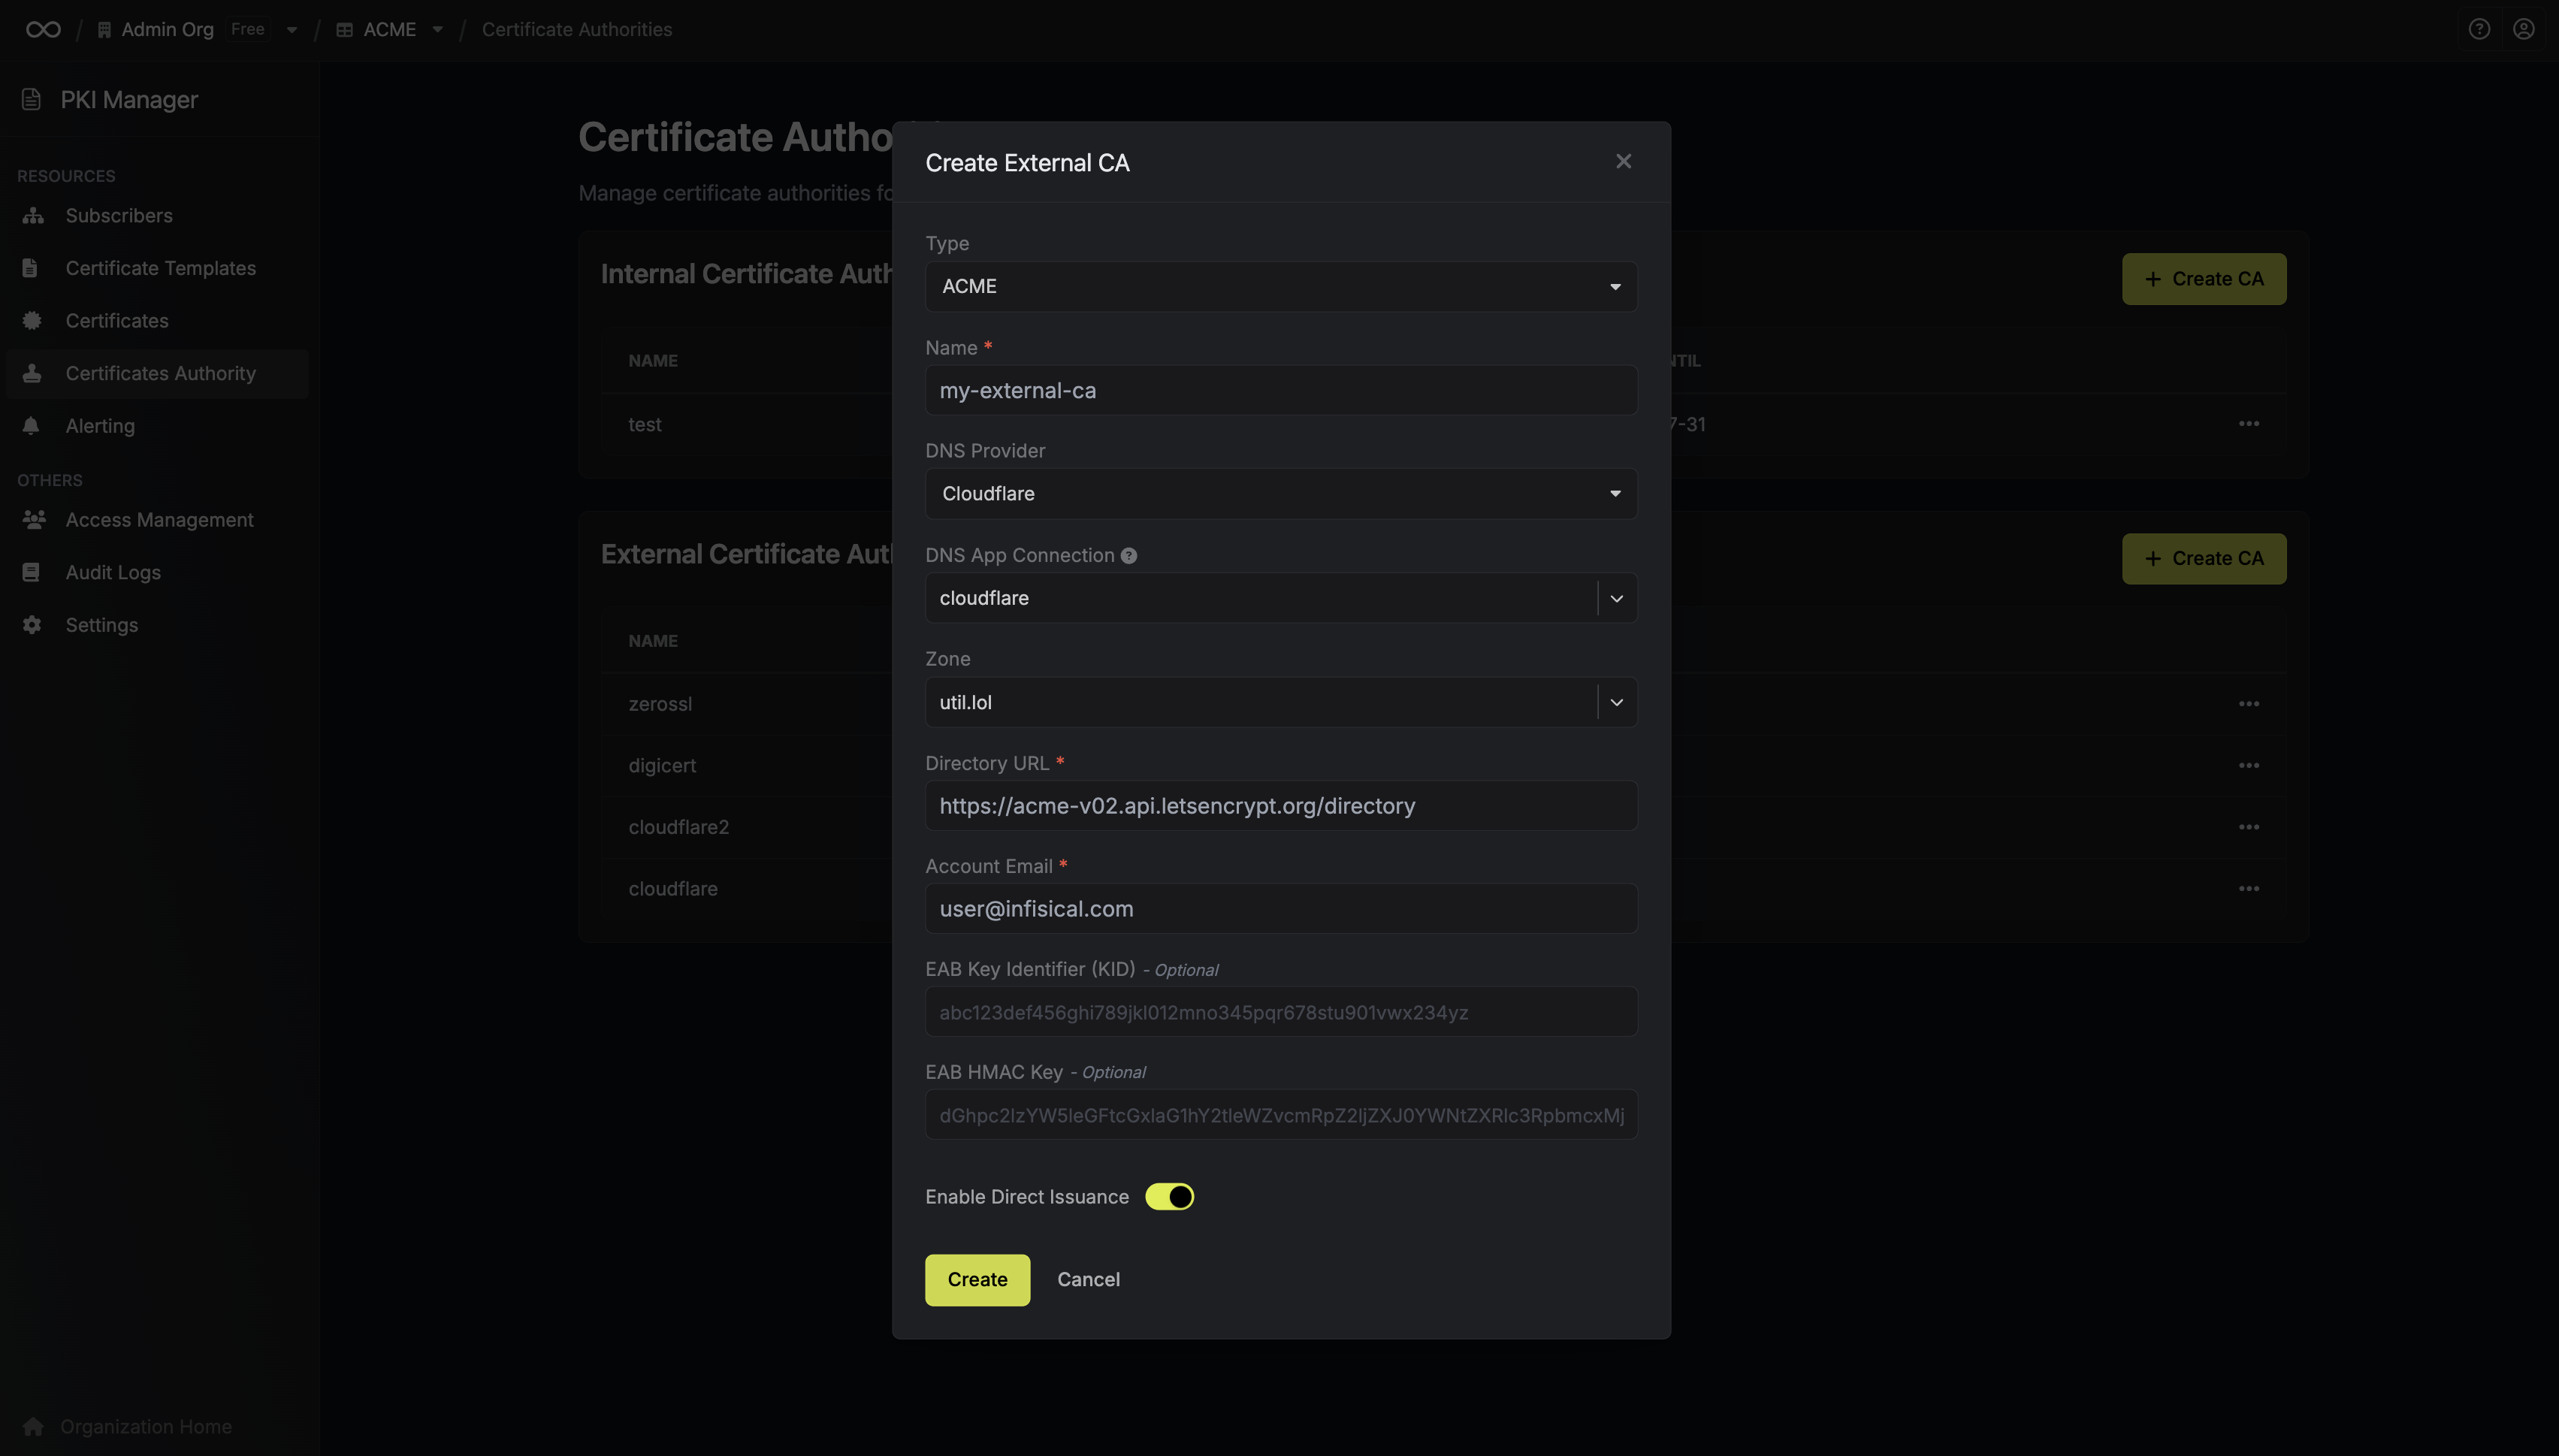 Admin Org Free ACME Certificate Authorities
PKI Manager
RESOURCES
Subscribers
Certificate Templates
Certificates
Certificates Authority
Alerting
OTHERS
Access Management
Audit Logs
Settings
Organization Home
Certificate Autho
Manage certificate authorities fo
Internal Certificate Auth
Create CA
NAME
NTIL
test
7-31
External Certificate Aut
Create CA
NAME
zerossl
digicert
cloudflare2
cloudflare
Create External CA
Type
ACME
Name *
my-external-ca
DNS Provider
Cloudflare
DNS App Connection ?
cloudflare
Zone
util.lol
Directory URL *
https://acme-v02.api.letsencrypt.org/directory
Account Email *
user@infisical.com
EAB Key Identifier (KID) - Optional
abc123def456ghi789jkl012mno345pqr678stu901vwx234yz
EAB HMAC Key - Optional
dGhpc2lzYW5leGFtcGxlaG1hY2tleWZvcmRpZ2ljZXJ0YWNtZXRlc3RpbmcxMj
Enable Direct Issuance
Create
Cancel